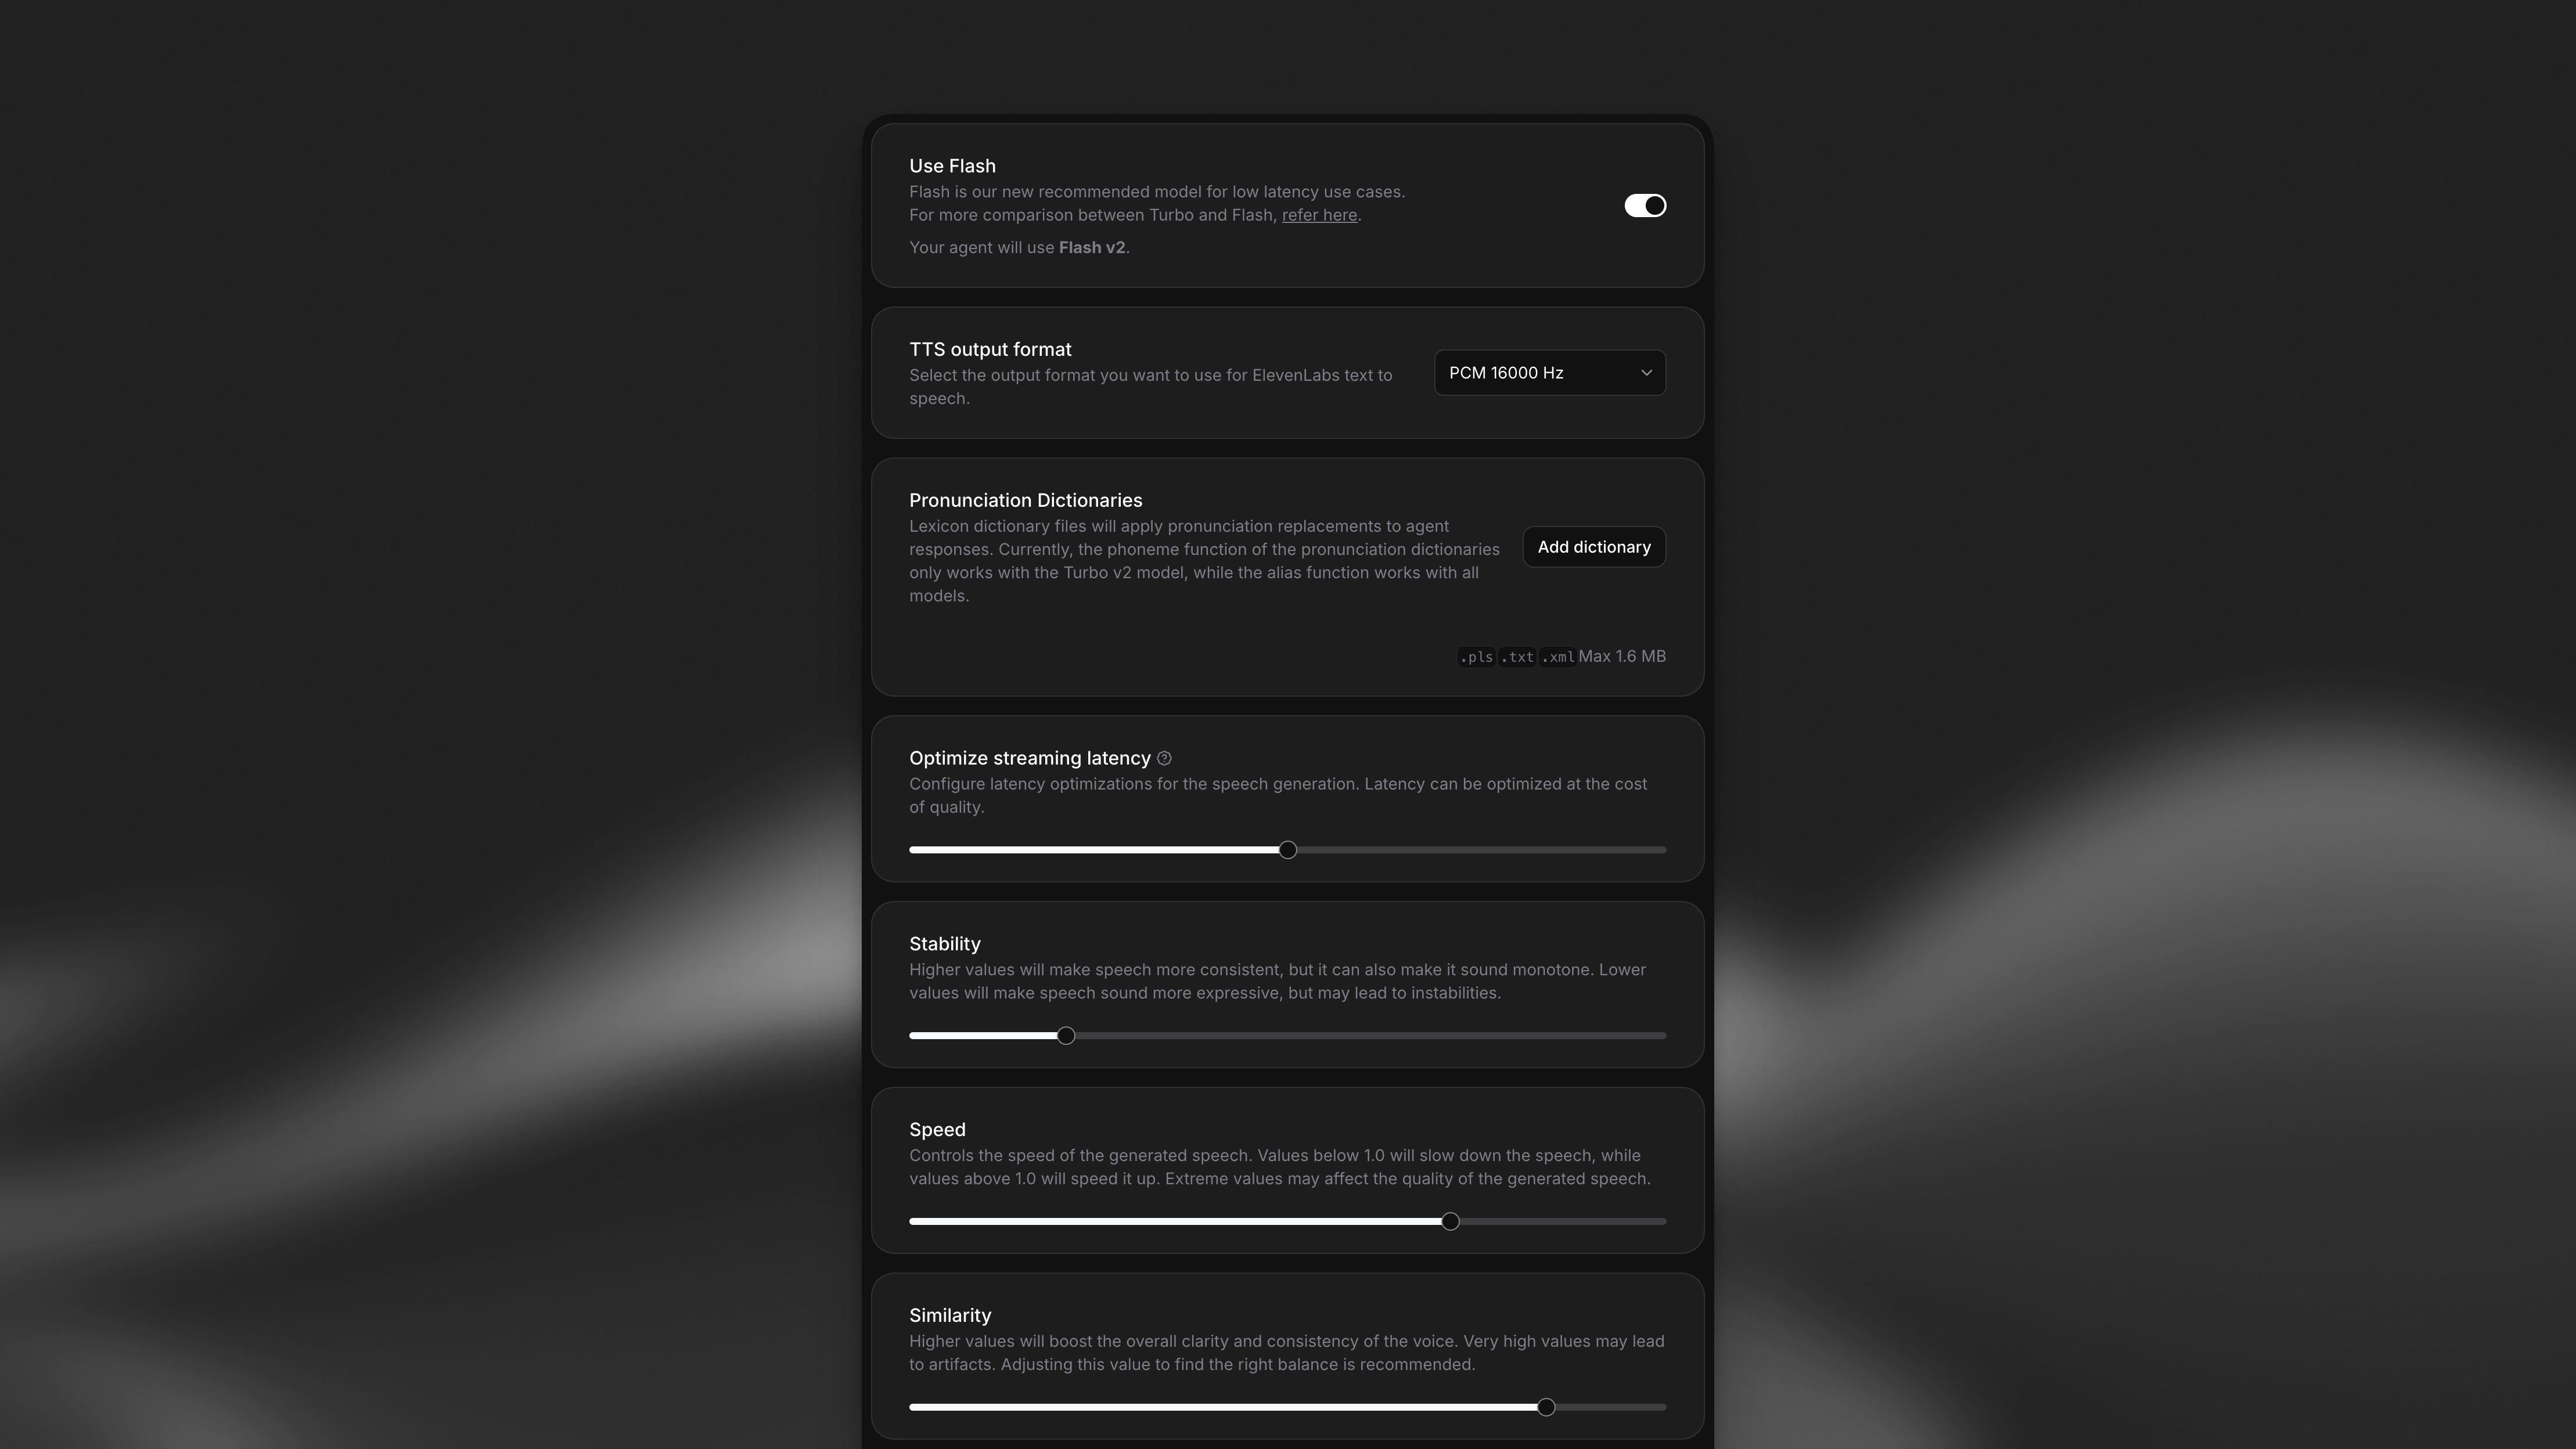 Use Flash
Flash is our new recommended model for low latency use cases.
For more comparison between Turbo and Flash, refer here.
Your agent will use Flash v2.
TTS output format
Select the output format you want to use for ElevenLabs text to
speech.
PCM 16000 Hz
Pronunciation Dictionaries
Lexicon dictionary files will apply pronunciation replacements to agent
responses. Currently, the phoneme function of the pronunciation dictionaries
only works with the Turbo v2 model, while the alias function works with all
models.
Add dictionary
.pls .txt .xml Max 1.6 MB
Optimize streaming latency
Configure latency optimizations for the speech generation. Latency can be optimized at the cost
of quality.
Stability
Higher values will make speech more consistent, but it can also make it sound monotone. Lower
values will make speech sound more expressive, but may lead to instabilities.
Speed
Controls the speed of the generated speech. Values below 1.0 will slow down the speech, while
values above 1.0 will speed it up. Extreme values may affect the quality of the generated speech.
Similarity
Higher values will boost the overall clarity and consistency of the voice. Very high values may lead
to artifacts. Adjusting this value to find the right balance is recommended.